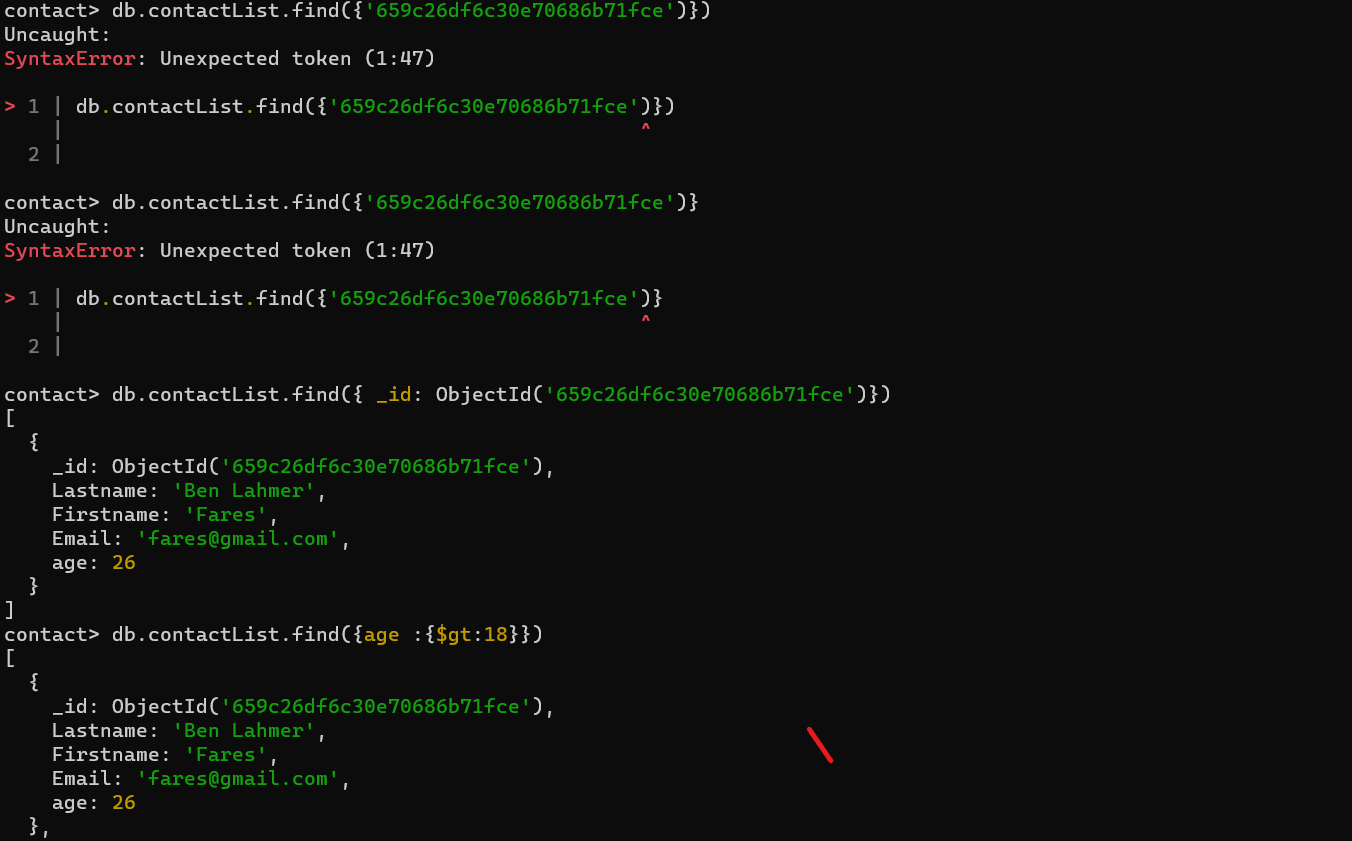 contact> db.contactList.find({'659c26df6c30e70686b71fce')})
Uncaught:
SyntaxError: Unexpected token (1:47)
> 1 | db.contactList.find({'659c26df6c30e70686b71fce')})
|                                                ^
2 |
contact> db.contactList.find({'659c26df6c30e70686b71fce')}
Uncaught:
SyntaxError: Unexpected token (1:47)
> 1 | db.contactList.find({'659c26df6c30e70686b71fce')}
|                                                ^
2 |
contact> db.contactList.find({ _id: ObjectId('659c26df6c30e70686b71fce')})
[
  {
    _id: ObjectId('659c26df6c30e70686b71fce'),
    Lastname: 'Ben Lahmer',
    Firstname: 'Fares',
    Email: 'fares@gmail.com',
    age: 26
  }
]
contact> db.contactList.find({age :{$gt:18}})
[
  {
    _id: ObjectId('659c26df6c30e70686b71fce'),
    Lastname: 'Ben Lahmer',
    Firstname: 'Fares',
    Email: 'fares@gmail.com',
    age: 26
  },